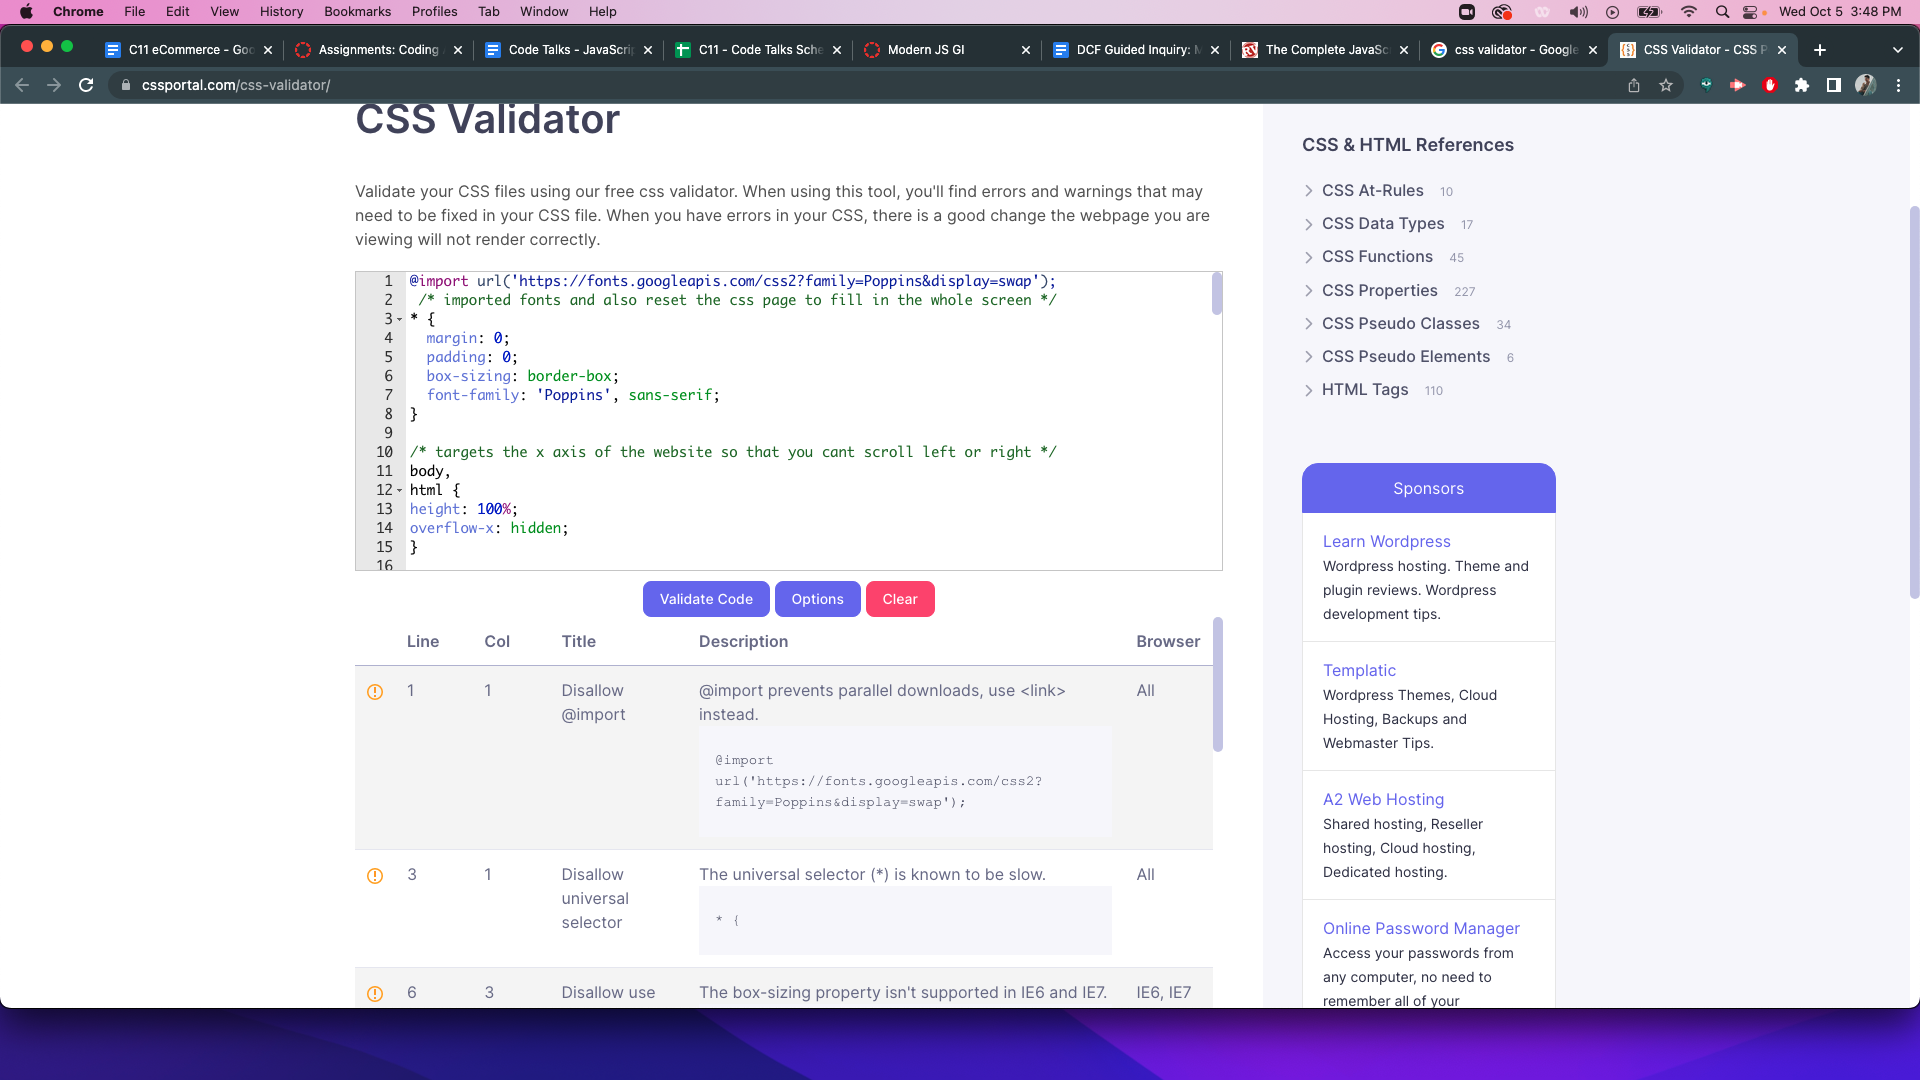 Chrome File Edit View History Bookmarks Profiles Tab Window Help Wed Oct 5 3:48 PM
C11 eCommerce - Goo Assignments: Coding Code Talks - JavaScrip C11 - Code Talks Sche Modern JS GI DCF Guided Inquiry: M The Complete JavaSc css validator - Google CSS Validator - CSS P
cssportal.com/css-validator/
CSS Validator
Validate your CSS files using our free css validator. When using this tool, you'll find errors and warnings that may
need to be fixed in your CSS file. When you have errors in your CSS, there is a good change the webpage you are
viewing will not render correctly.
1 @import url('https://fonts.googleapis.com/css2?family=Poppins&display=swap');
2 /* imported fonts and also reset the css page to fill in the whole screen */
3 * {
4 margin: 0;
5 padding: 0;
6 box-sizing: border-box;
7 font-family: 'Poppins', sans-serif;
8 }
9
10 /* targets the x axis of the website so that you cant scroll left or right */
11 body,
12 html {
13 height: 100%;
14 overflow-x: hidden;
15 }
16
Validate Code Options Clear
Line Col Title Description Browser
1 1 Disallow @import prevents parallel downloads, use <link> All
@import instead.
@import
url('https://fonts.googleapis.com/css2?
family=Poppins&display=swap');
3 1 Disallow The universal selector (*) is known to be slow. All
universal
selector
* {
6 3 Disallow use The box-sizing property isn't supported in IE6 and IE7. IE6, IE7
CSS & HTML References
CSS At-Rules 10
CSS Data Types 17
CSS Functions 45
CSS Properties 227
CSS Pseudo Classes 34
CSS Pseudo Elements 6
HTML Tags 110
Sponsors
Learn Wordpress
Wordpress hosting. Theme and
plugin reviews. Wordpress
development tips.
Templatic
Wordpress Themes, Cloud
Hosting, Backups and
Webmaster Tips.
A2 Web Hosting
Shared hosting, Reseller
hosting, Cloud hosting,
Dedicated hosting.
Online Password Manager
Access your passwords from
any computer, no need to
remember all of your